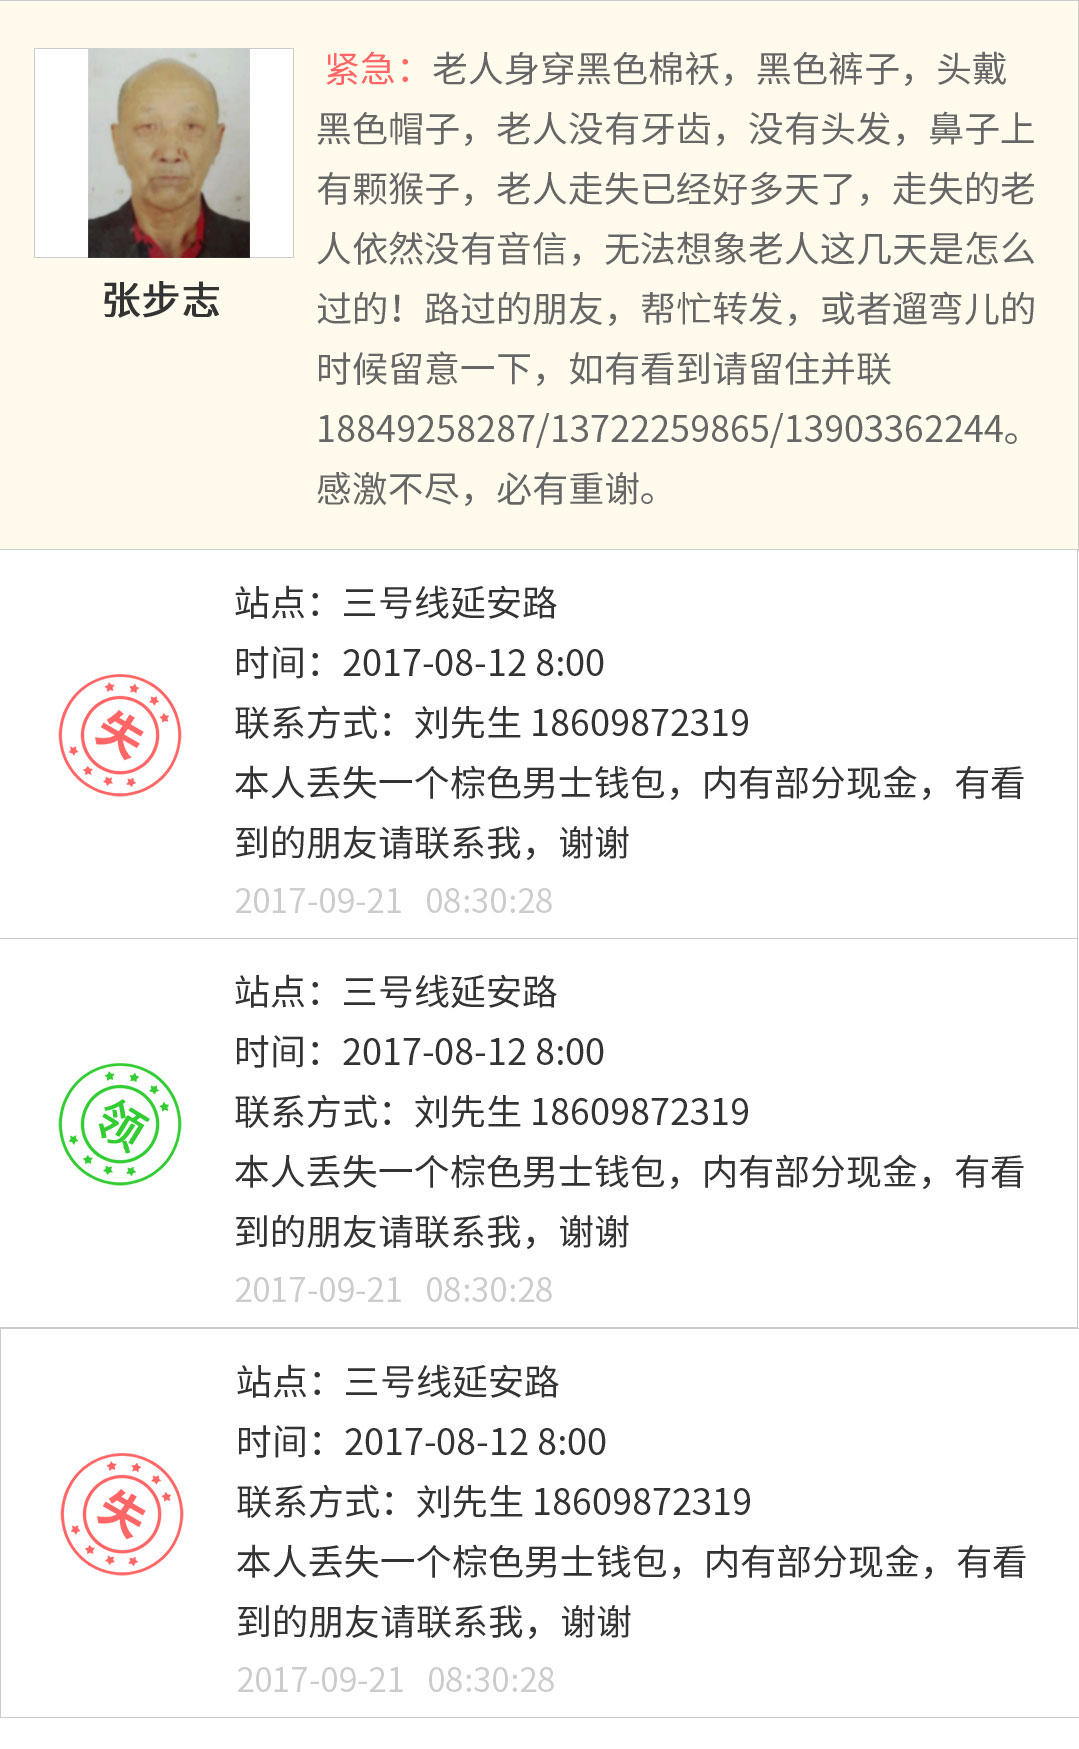 紧急：老人身穿黑色棉袄，黑色裤子，头戴
黑色帽子，老人没有牙齿，没有头发，鼻子上
有颗猴子，老人走失已经好多天了，走失的老
人依然没有音信，无法想象老人这几天是怎么
过的！路过的朋友，帮忙转发，或者遛弯儿的
时候留意一下，如有看到请留住并联
18849258287/13722259865/13903362244。
感激不尽，必有重谢。
张步志
站点：三号线延安路
时间：2017-08-12 8:00
联系方式：刘先生 18609872319
本人丢失一个棕色男士钱包，内有部分现金，有看
到的朋友请联系我，谢谢
2017-09-21 08:30:28
失
站点：三号线延安路
时间：2017-08-12 8:00
联系方式：刘先生 18609872319
本人丢失一个棕色男士钱包，内有部分现金，有看
到的朋友请联系我，谢谢
2017-09-21 08:30:28
领
站点：三号线延安路
时间：2017-08-12 8:00
联系方式：刘先生 18609872319
本人丢失一个棕色男士钱包，内有部分现金，有看
到的朋友请联系我，谢谢
2017-09-21 08:30:28
失